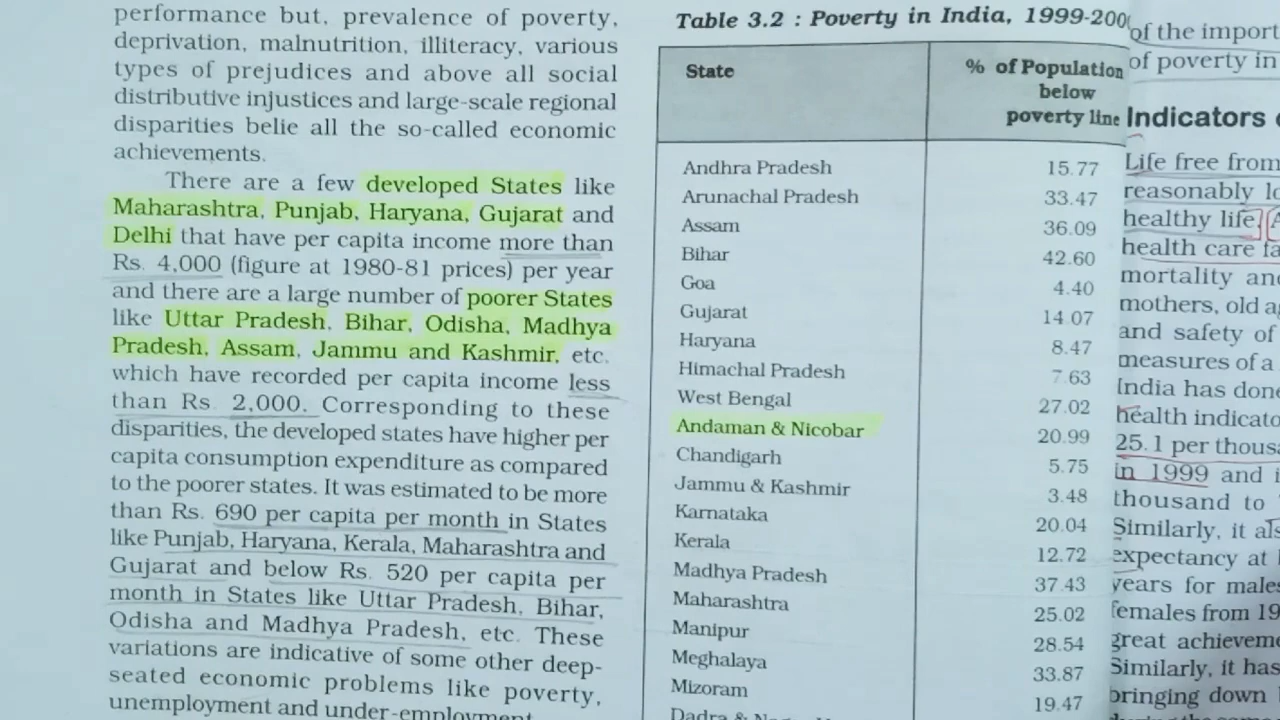 performance but, prevalence of poverty,
deprivation, malnutrition, illiteracy, various
types of prejudices and above all social
distributive injustices and large-scale regional
disparities belie all the so-called economic
achievements.
There are a few developed States like
Maharashtra, Punjab, Haryana, Gujarat and
Delhi that have per capita income more than
Rs. 4,000 (figure at 1980-81 prices) per year
and there are a large number of poorer States
like Uttar Pradesh, Bihar, Odisha, Madhya
Pradesh, Assam, Jammu and Kashmir, etc.
which have recorded per capita income less
than Rs. 2,000. Corresponding to these
disparities, the developed states have higher per
capita consumption expenditure as compared
to the poorer states. It was estimated to be more
than Rs. 690 per capita per month in States
like Punjab, Haryana, Kerala, Maharashtra and
Gujarat and below Rs. 520 per capita per
month in States like Uttar Pradesh, Bihar,
Odisha and Madhya Pradesh, etc. These
variations are indicative of some other deep-
seated economic problems like poverty,
unemployment and under-employment
Table 3.2 : Poverty in India, 1999-200
State % of Population
below
poverty line
Andhra Pradesh 15.77
Arunachal Pradesh 33.47
Assam 36.09
Bihar 42.60
Goa 4.40
Gujarat 14.07
Haryana 8.47
Himachal Pradesh 7.63
West Bengal 27.02
Andaman & Nicobar 20.99
Chandigarh 5.75
Jammu & Kashmir 3.48
Karnataka 20.04
Kerala 12.72
Madhya Pradesh 37.43
Maharashtra 25.02
Manipur 28.54
Meghalaya 33.87
Mizoram 19.47
Dadra &
of the import
of poverty in
Indicators
Life free from
reasonably
healthy life
health care
mortality
mothers, old
and safety of
measures of a
India has done
health
25.1 per
in 1999 and
thousand to
Similarly, it
expectancy at
years for males
females from 19
great
Similarly, it has
bringing down